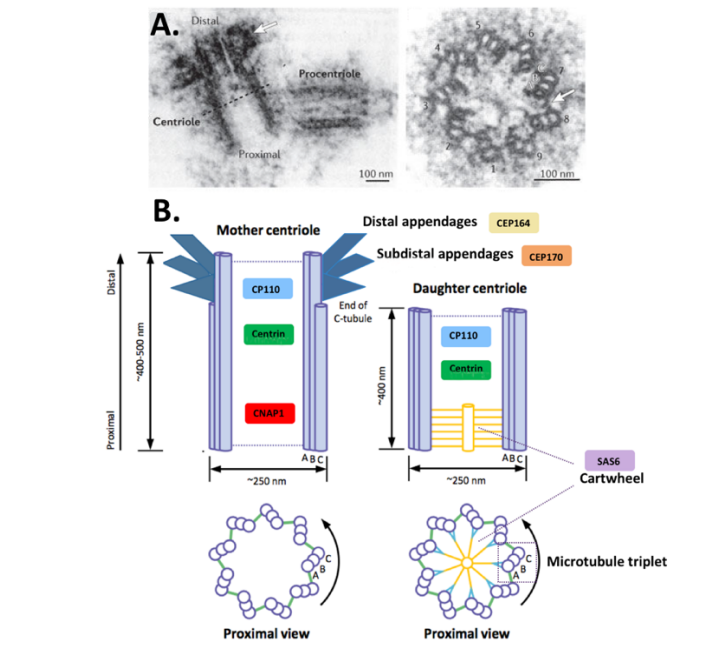 A.
Distal
Centriole
Procentriole
Proximal
100 nm
5
6
4
7
3
8
2
9
1
100 nm
B.
Mother centriole
Distal appendages
CEP164
Subdistal appendages
CEP170
Daughter centriole
Distal
Proximal
~400-500 nm
CP110
Centrin
CNAP1
End of
C-tubule
A B C
~250 nm
~400 nm
CP110
Centrin
A B C
~250 nm
SAS6
Cartwheel
C
B
A
Proximal view
C
B
A
Microtubule triplet
Proximal view